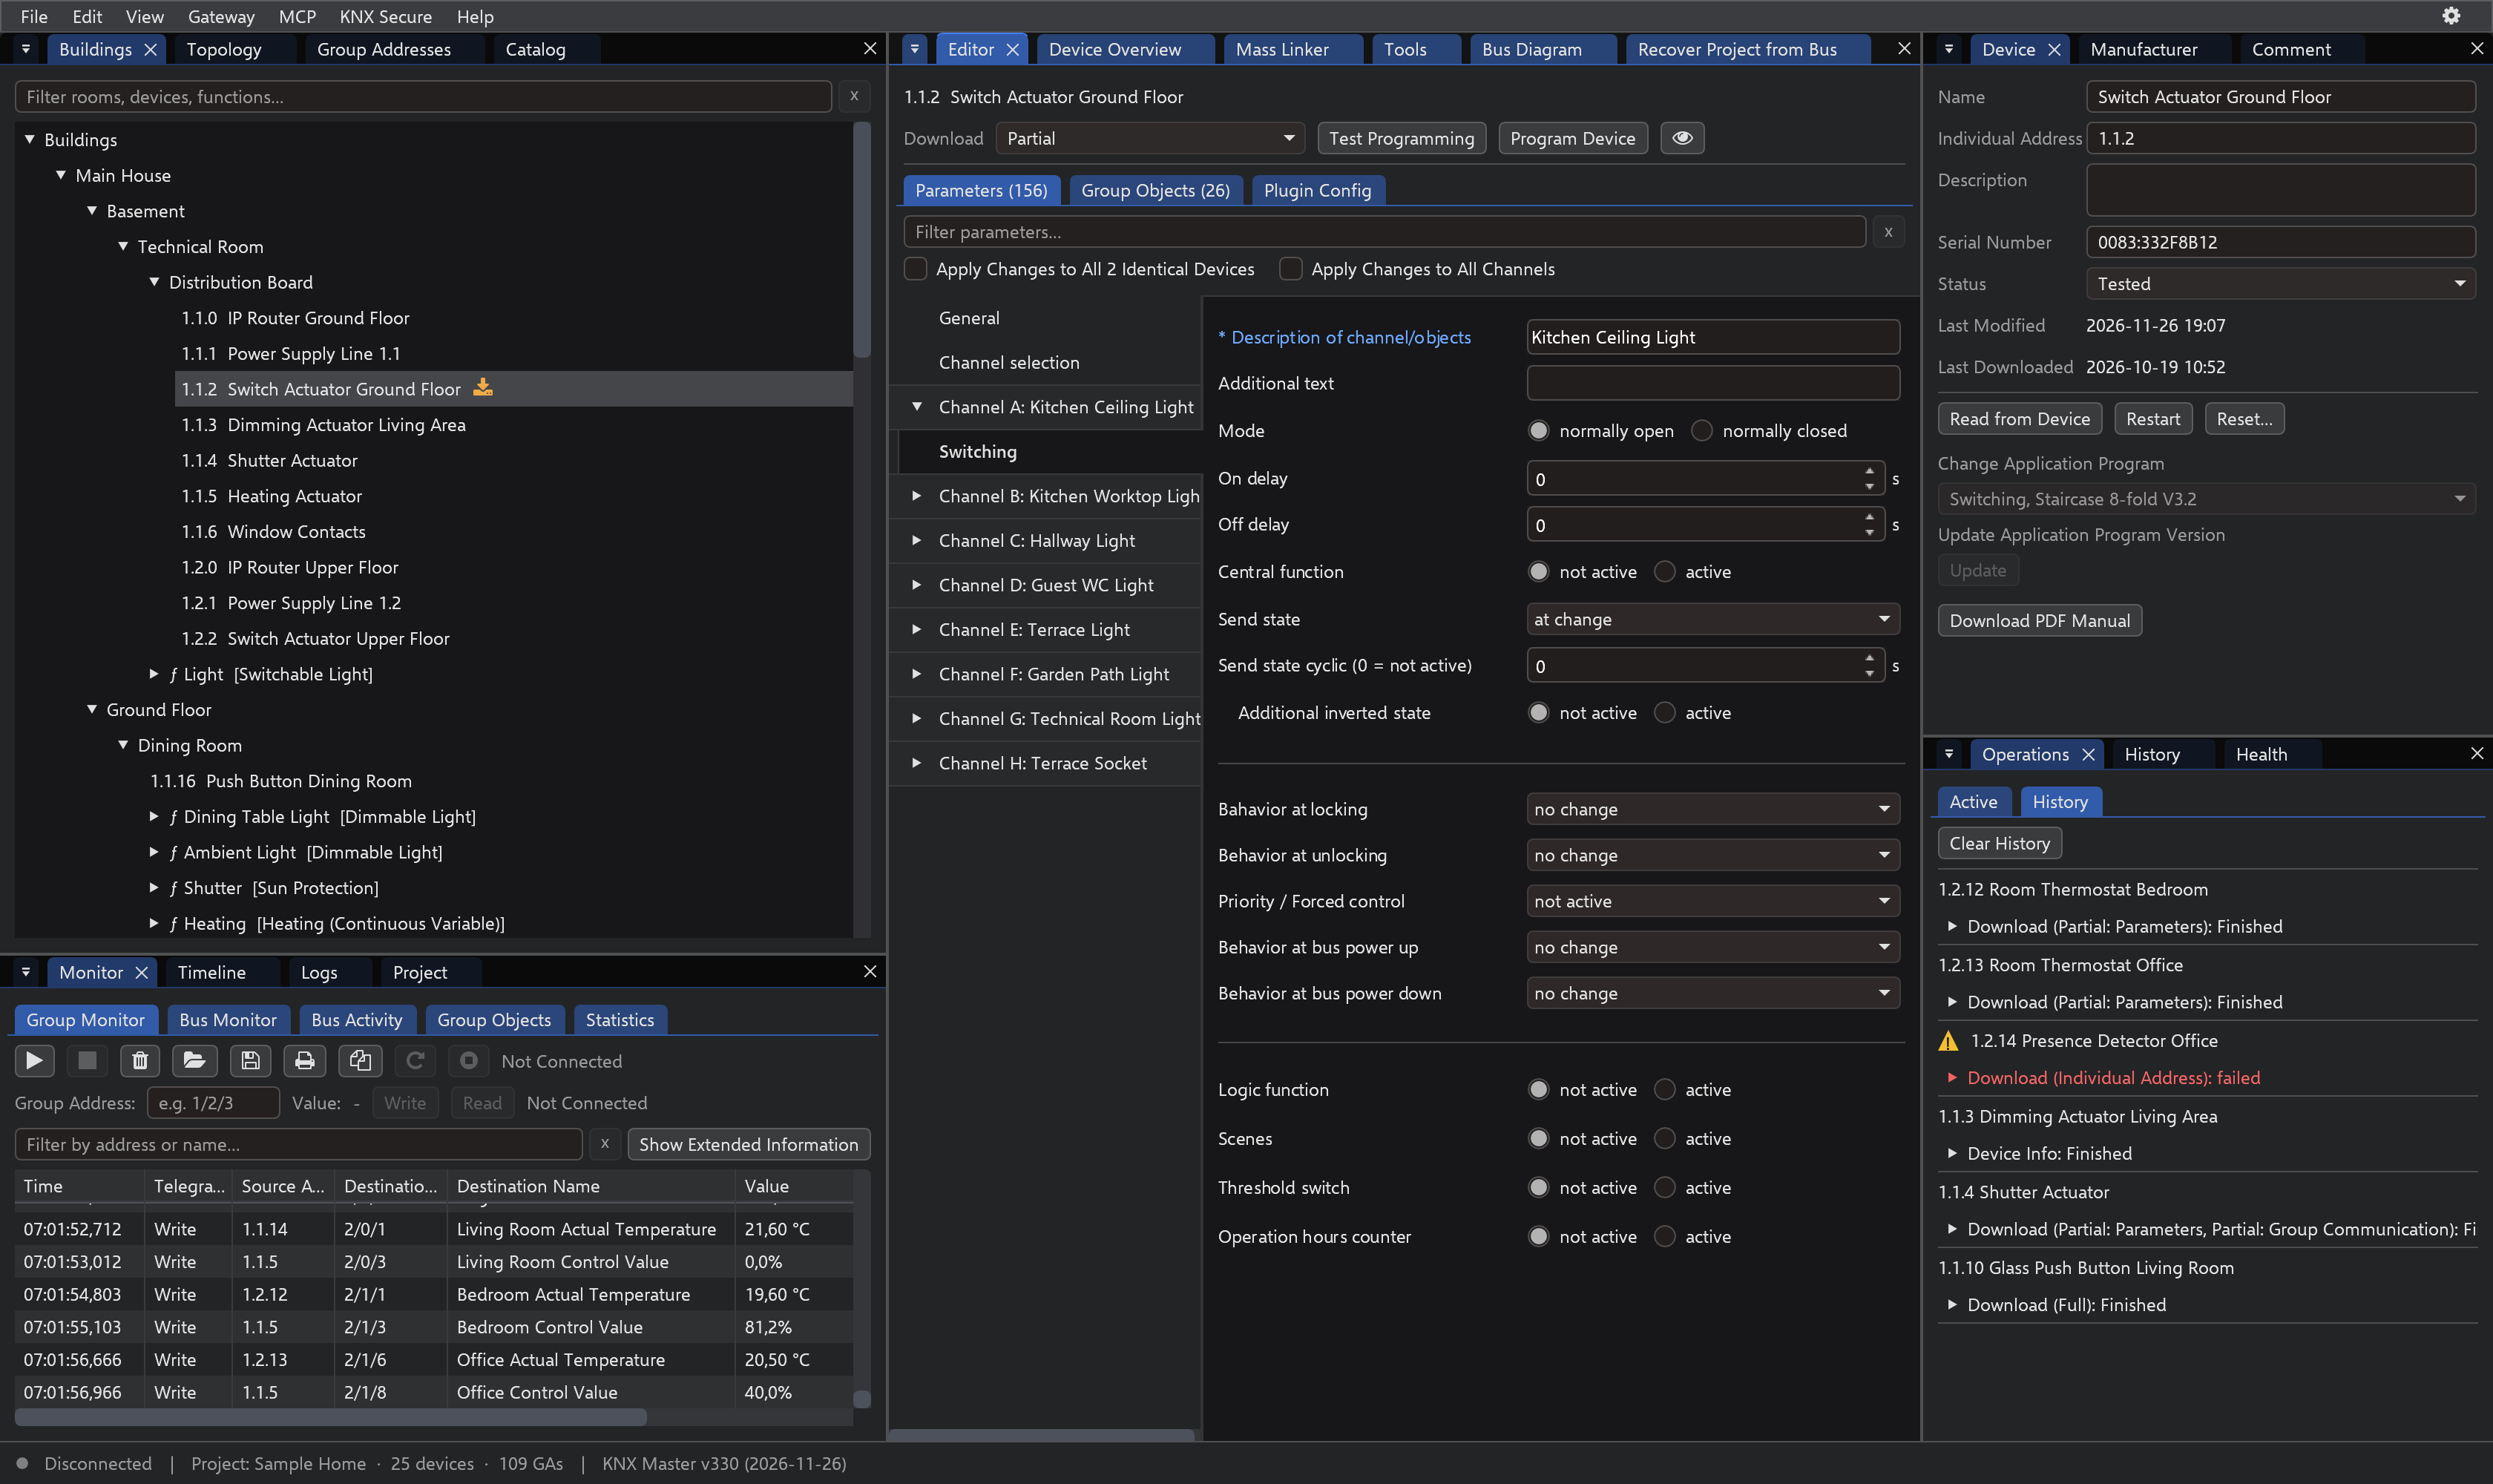 File Edit View Gateway MCP KNX Secure Help
Buildings Topology Group Addresses Catalog
Filter rooms, devices, functions... x
Buildings
Main House
Basement
Technical Room
Distribution Board
1.1.0 IP Router Ground Floor
1.1.1 Power Supply Line 1.1
1.1.2 Switch Actuator Ground Floor
1.1.3 Dimming Actuator Living Area
1.1.4 Shutter Actuator
1.1.5 Heating Actuator
1.1.6 Window Contacts
1.2.0 IP Router Upper Floor
1.2.1 Power Supply Line 1.2
1.2.2 Switch Actuator Upper Floor
f Light [Switchable Light]
Ground Floor
Dining Room
1.1.16 Push Button Dining Room
f Dining Table Light [Dimmable Light]
f Ambient Light [Dimmable Light]
f Shutter [Sun Protection]
f Heating [Heating (Continuous Variable)]
Monitor Timeline Logs Project
Group Monitor Bus Monitor Bus Activity Group Objects Statistics
Not Connected
Group Address: e.g. 1/2/3 Value: - Write Read Not Connected
Filter by address or name... x Show Extended Information
Time Telegra... Source A... Destinatio... Destination Name Value
07:01:52,712 Write 1.1.14 2/0/1 Living Room Actual Temperature 21,60 °C
07:01:53,012 Write 1.1.5 2/0/3 Living Room Control Value 0,0%
07:01:54,803 Write 1.2.12 2/1/1 Bedroom Actual Temperature 19,60 °C
07:01:55,103 Write 1.1.5 2/1/3 Bedroom Control Value 81,2%
07:01:56,666 Write 1.2.13 2/1/6 Office Actual Temperature 20,50 °C
07:01:56,966 Write 1.1.5 2/1/8 Office Control Value 40,0%
Editor Device Overview Mass Linker Tools Bus Diagram Recover Project from Bus
1.1.2 Switch Actuator Ground Floor
Download Partial Test Programming Program Device
Parameters (156) Group Objects (26) Plugin Config
Filter parameters... x
Apply Changes to All 2 Identical Devices Apply Changes to All Channels
General
Channel selection
Channel A: Kitchen Ceiling Light
Switching
Channel B: Kitchen Worktop Ligh
Channel C: Hallway Light
Channel D: Guest WC Light
Channel E: Terrace Light
Channel F: Garden Path Light
Channel G: Technical Room Light
Channel H: Terrace Socket
* Description of channel/objects Kitchen Ceiling Light
Additional text
Mode normally open normally closed
On delay 0 s
Off delay 0 s
Central function not active active
Send state at change
Send state cyclic (0 = not active) 0 s
Additional inverted state not active active
Bahavior at locking no change
Behavior at unlocking no change
Priority / Forced control not active
Behavior at bus power up no change
Behavior at bus power down no change
Logic function not active active
Scenes not active active
Threshold switch not active active
Operation hours counter not active active
Device Manufacturer Comment
Name Switch Actuator Ground Floor
Individual Address 1.1.2
Description
Serial Number 0083:332F8B12
Status Tested
Last Modified 2026-11-26 19:07
Last Downloaded 2026-10-19 10:52
Read from Device Restart Reset...
Change Application Program
Switching, Staircase 8-fold V3.2
Update Application Program Version
Update
Download PDF Manual
Operations History Health
Active History
Clear History
1.2.12 Room Thermostat Bedroom
Download (Partial: Parameters): Finished
1.2.13 Room Thermostat Office
Download (Partial: Parameters): Finished
1.2.14 Presence Detector Office
Download (Individual Address): failed
1.1.3 Dimming Actuator Living Area
Device Info: Finished
1.1.4 Shutter Actuator
Download (Partial: Parameters, Partial: Group Communication): Fi
1.1.10 Glass Push Button Living Room
Download (Full): Finished
Disconnected | Project: Sample Home · 25 devices · 109 GAs | KNX Master v330 (2026-11-26)